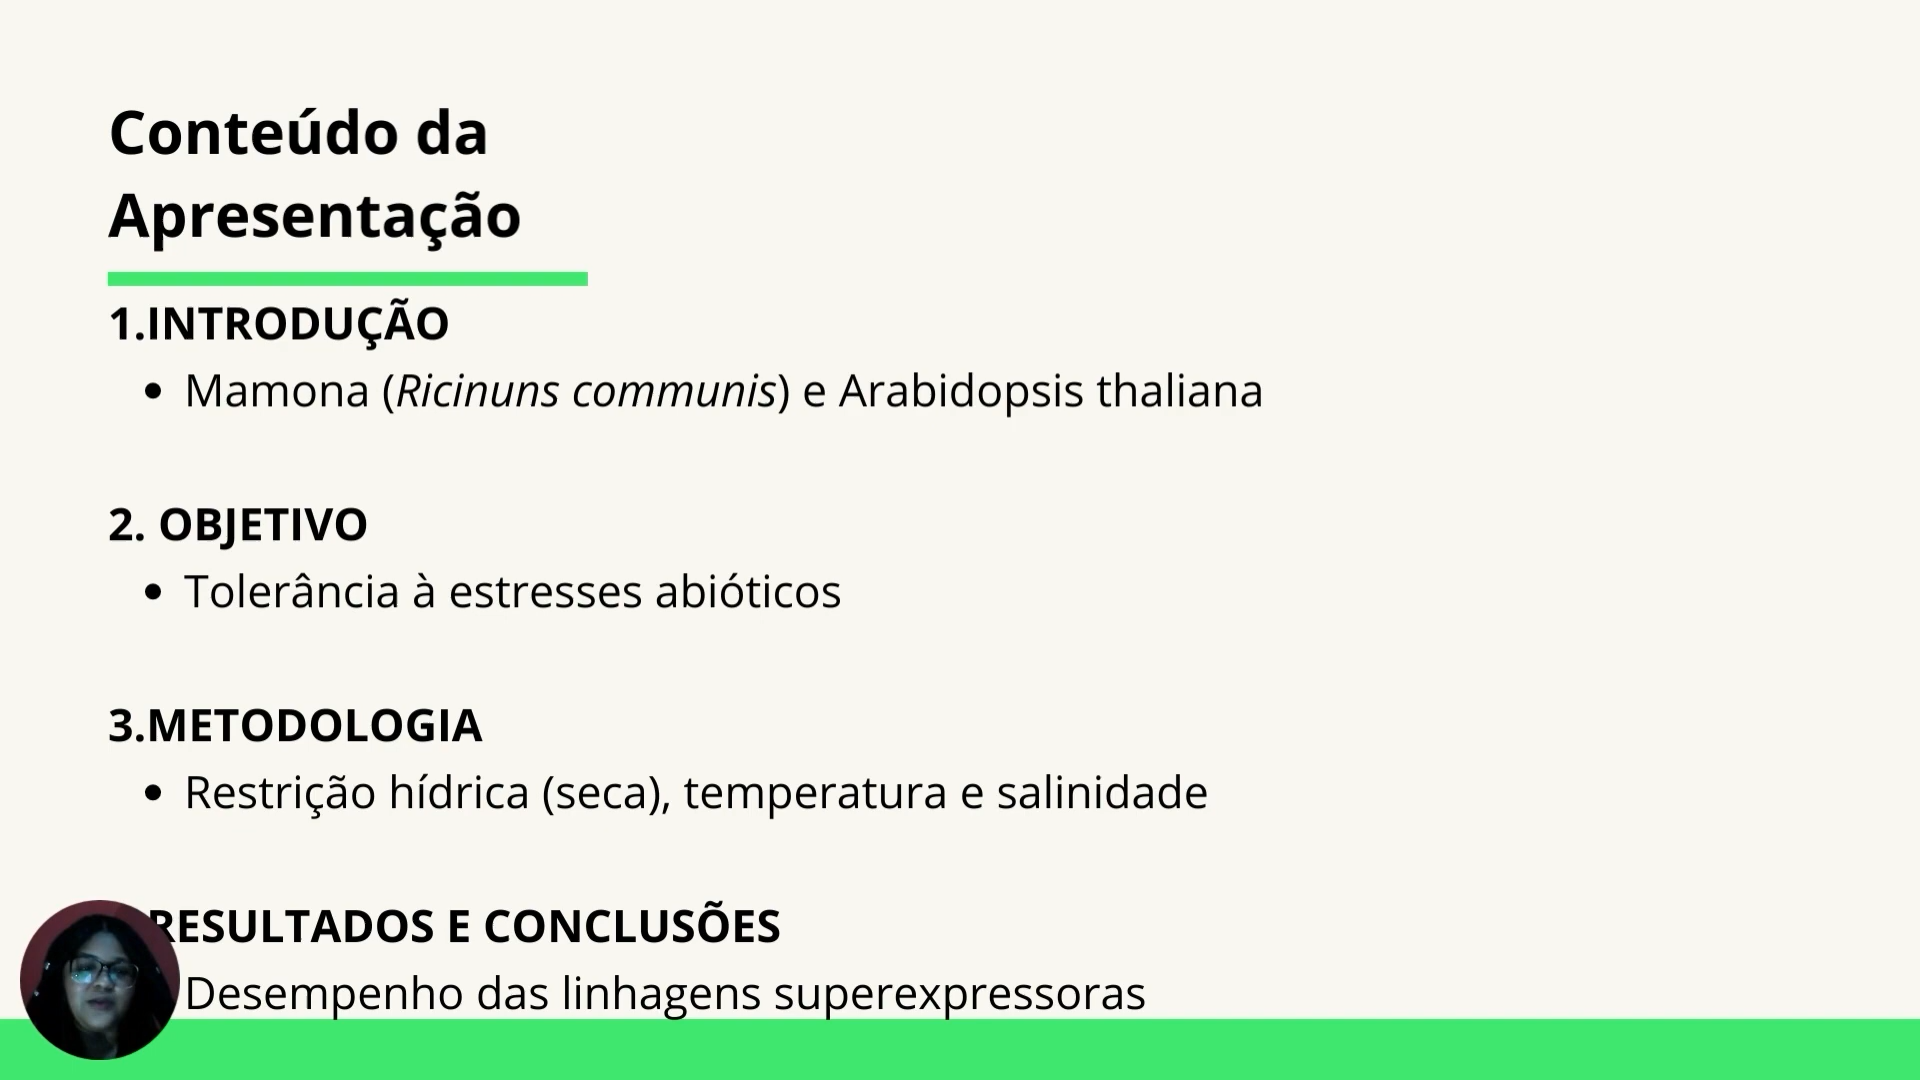 Conteúdo da
Apresentação
1.INTRODUÇÃO
• Mamona (Ricinuns communis) e Arabidopsis thaliana
2. OBJETIVO
• Tolerância à estresses abióticos
3.METODOLOGIA
• Restrição hídrica (seca), temperatura e salinidade
RESULTADOS E CONCLUSÕES
Desempenho das linhagens superexpressoras